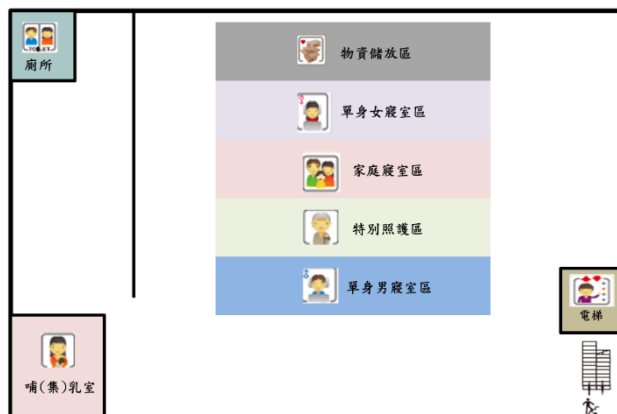 TOILET
廁所
物資儲放區
單身女寢室區
家庭寢室區
特別照護區
單身男寢室區
電梯
哺(集)乳室